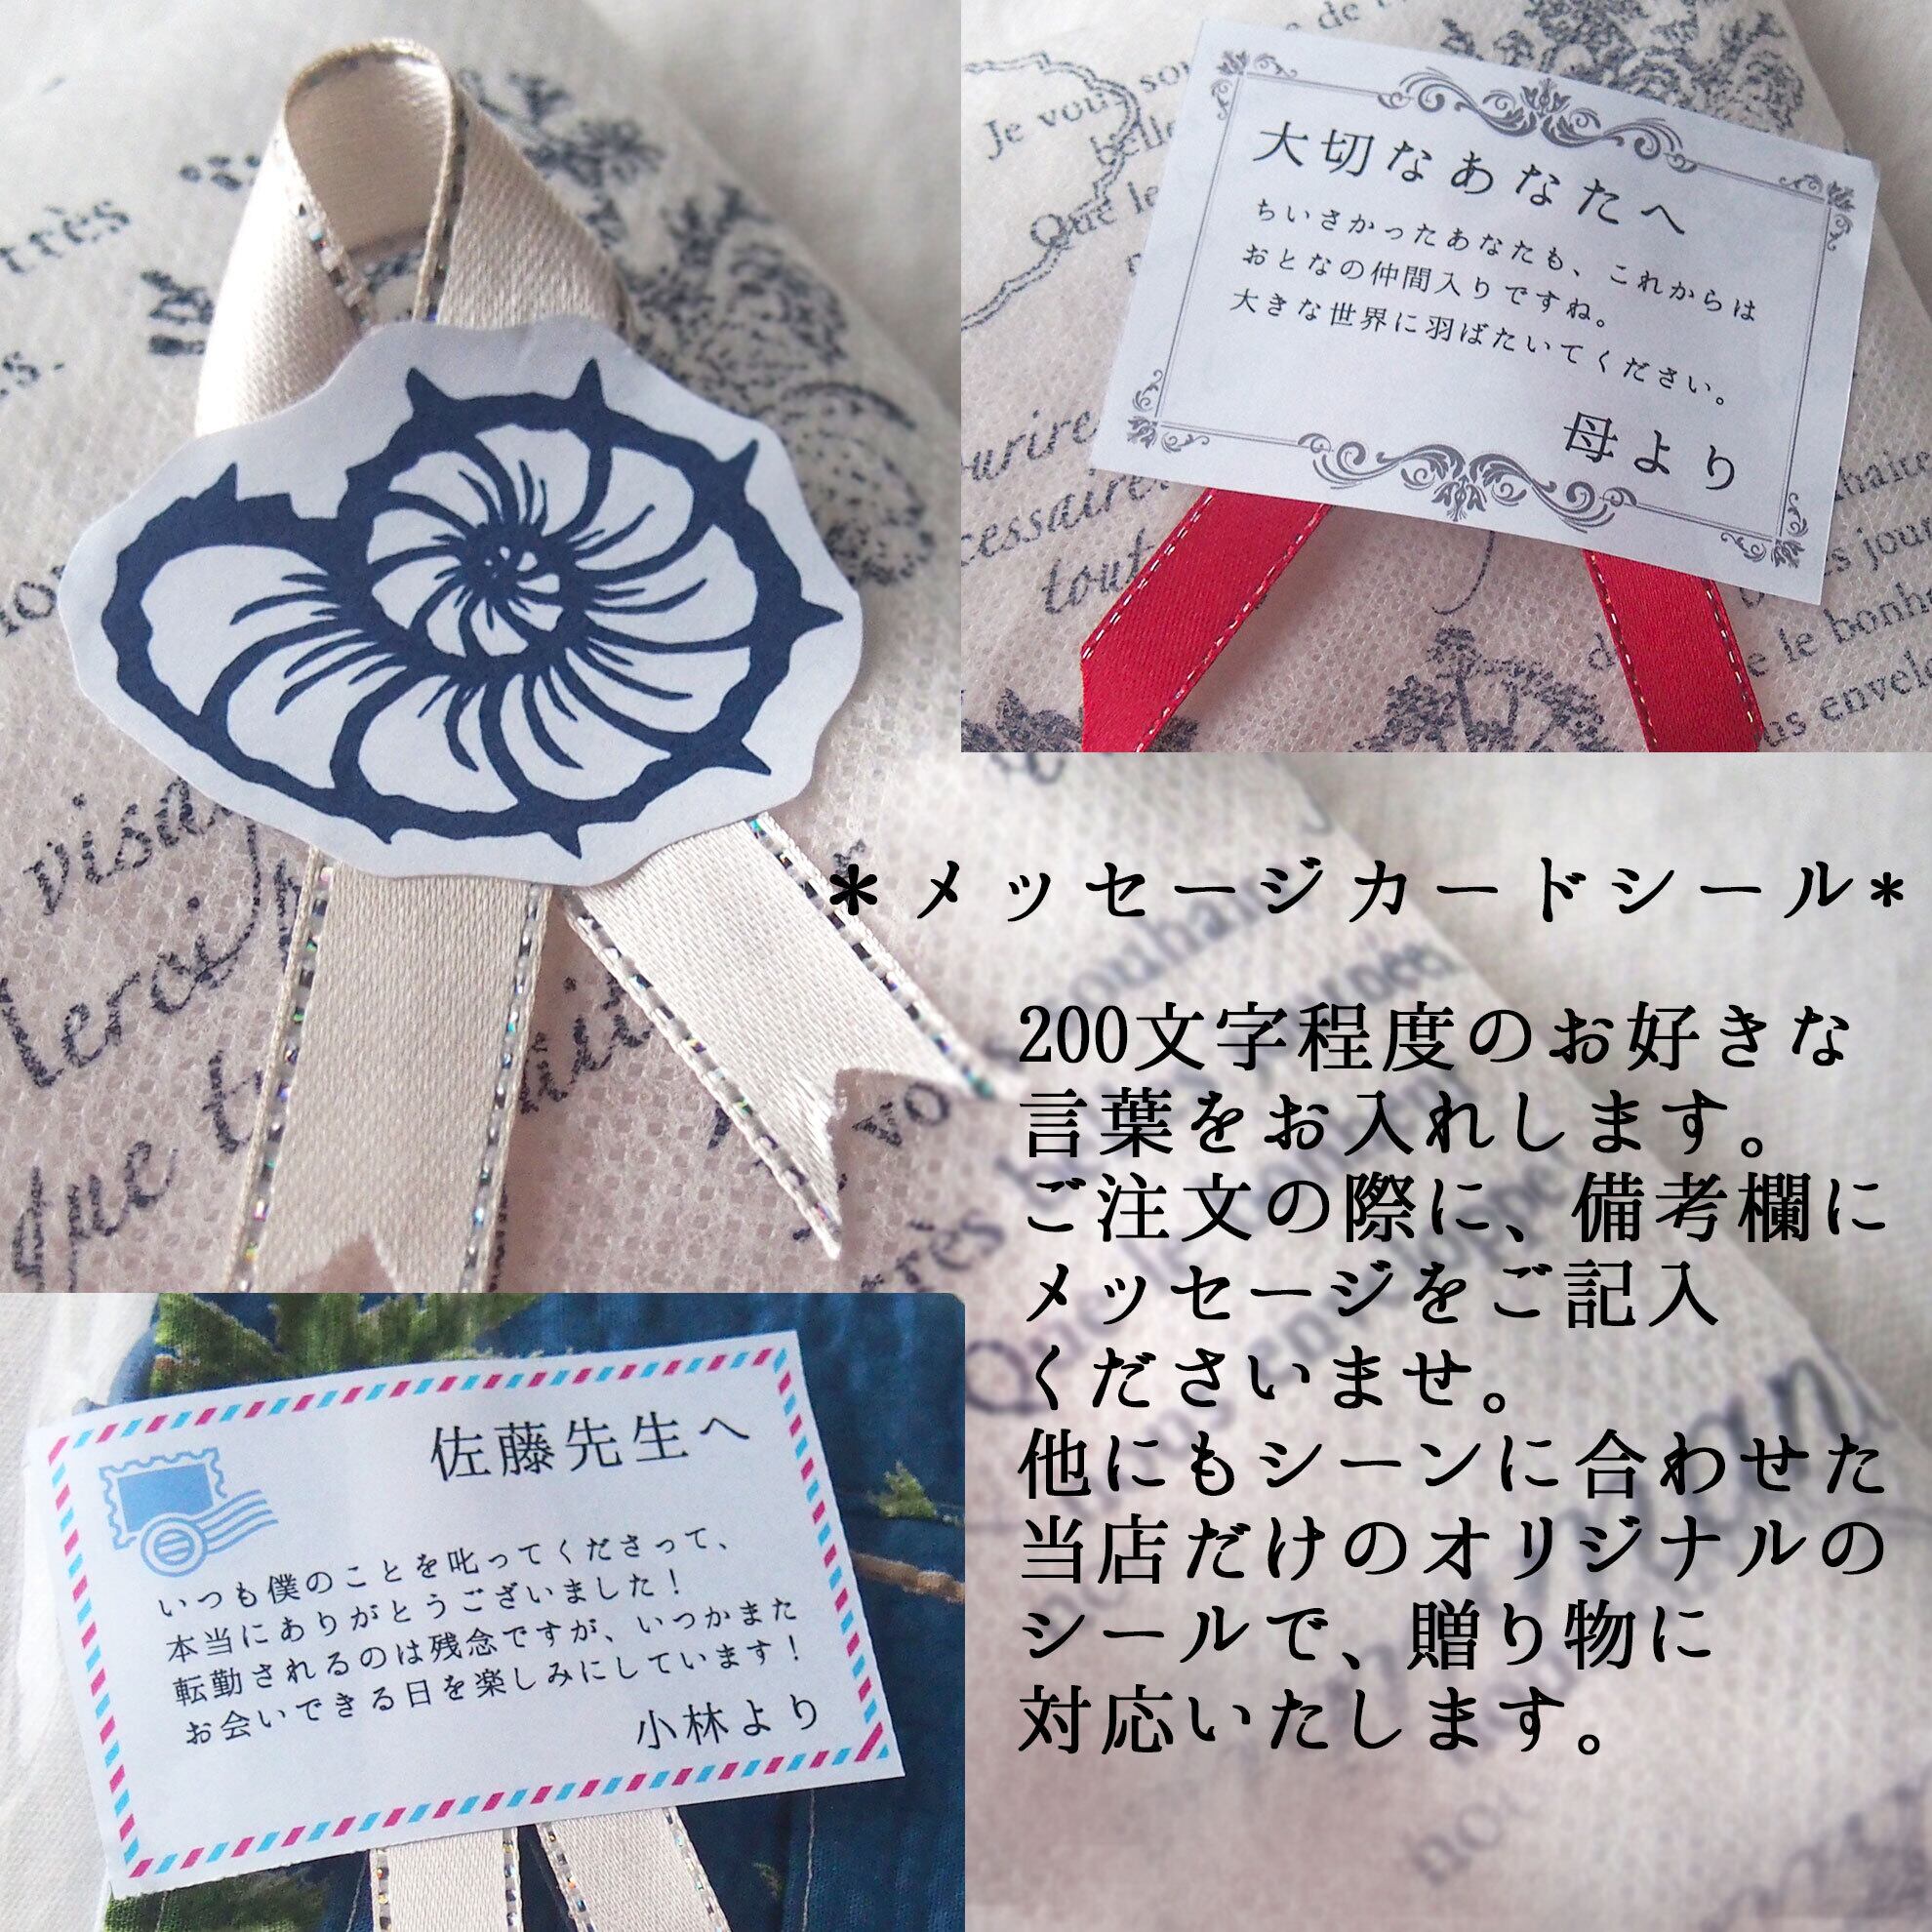 大切なあなたへ
ちいさかったあなたも、これからは
おとなの仲間入りですね。
大きな世界に羽ばたいてください。
母より
*メッセージカードシール*
200文字程度のお好きな
言葉をお入れします。
ご注文の際に、備考欄に
メッセージをご記入
くださいませ。
他にもシーンに合わせた
当店だけのオリジナルの
シールで、贈り物に
対応いたします。
佐藤先生へ
いつも僕のことを叱ってくださって、
本当にありがとうございました!
転勤されるのは残念ですが、いつかまた
お会いできる日を楽しみにしています!
小林より
Je vous
belle
Que le
cessaire
tout
le bonh
très
que t